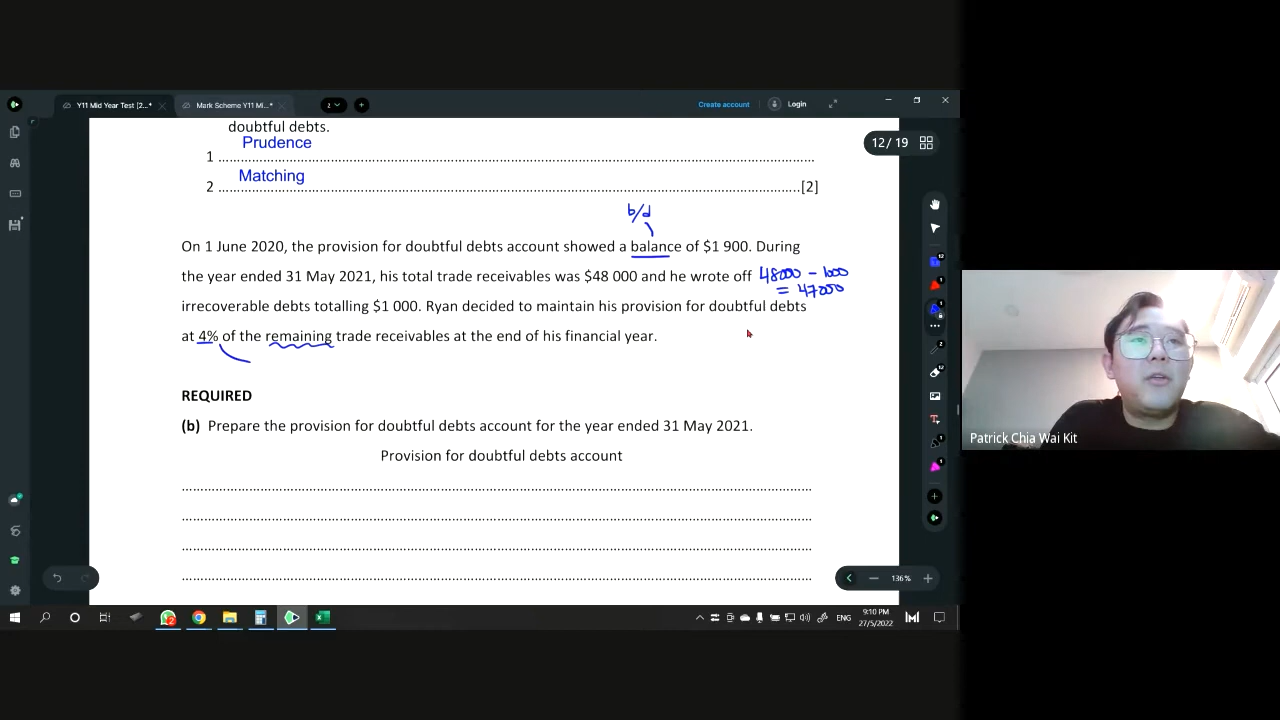 Y11 Mid Year Test [2...*
Mark Scheme Y11 Mi...*
2
Create account
Login
doubtful debts.
12/ 19
1 Prudence
2 Matching [2]
b/d
On 1 June 2020, the provision for doubtful debts account showed a balance of $1 900. During
the year ended 31 May 2021, his total trade receivables was $48 000 and he wrote off 48000 - 1000
= 47000
irrecoverable debts totalling $1 000. Ryan decided to maintain his provision for doubtful debts
at 4% of the remaining trade receivables at the end of his financial year.
REQUIRED
(b) Prepare the provision for doubtful debts account for the year ended 31 May 2021.
Provision for doubtful debts account
136%
Patrick Chia Wai Kit
ENG
9:10 PM
27/5/2022